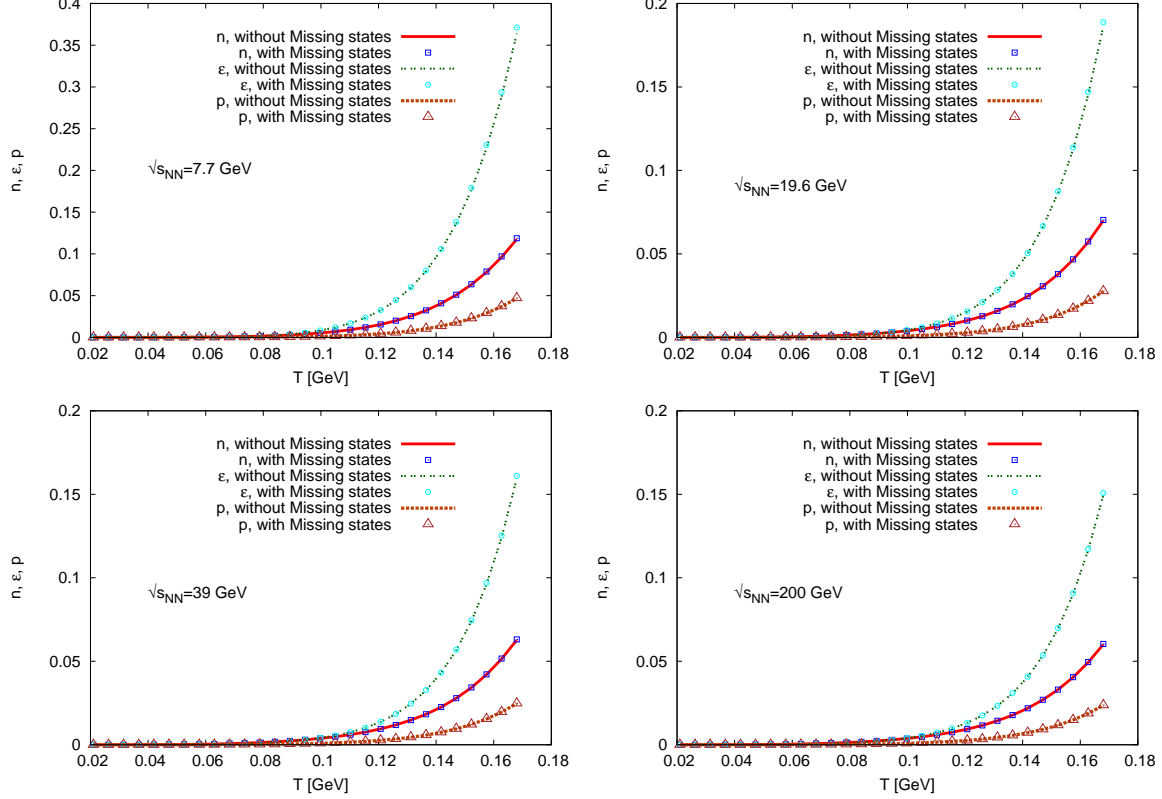 0.4
0.35
0.3
0.25
0.2
0.15
0.1
0.05
0
n, ε, p
n, without Missing states
n, with Missing states
ε, without Missing states
ε, with Missing states
p, without Missing states
p, with Missing states
√sNN=7.7 GeV
0.02 0.04 0.06 0.08 0.1 0.12 0.14 0.16 0.18
T [GeV]
0.2
0.15
0.1
0.05
0
n, ε, p
n, without Missing states
n, with Missing states
ε, without Missing states
ε, with Missing states
p, without Missing states
p, with Missing states
√sNN=19.6 GeV
0.02 0.04 0.06 0.08 0.1 0.12 0.14 0.16 0.18
T [GeV]
0.2
0.15
0.1
0.05
0
n, ε, p
n, without Missing states
n, with Missing states
ε, without Missing states
ε, with Missing states
p, without Missing states
p, with Missing states
√sNN=39 GeV
0.02 0.04 0.06 0.08 0.1 0.12 0.14 0.16 0.18
T [GeV]
0.2
0.15
0.1
0.05
0
n, ε, p
n, without Missing states
n, with Missing states
ε, without Missing states
ε, with Missing states
p, without Missing states
p, with Missing states
√sNN=200 GeV
0.02 0.04 0.06 0.08 0.1 0.12 0.14 0.16 0.18
T [GeV]